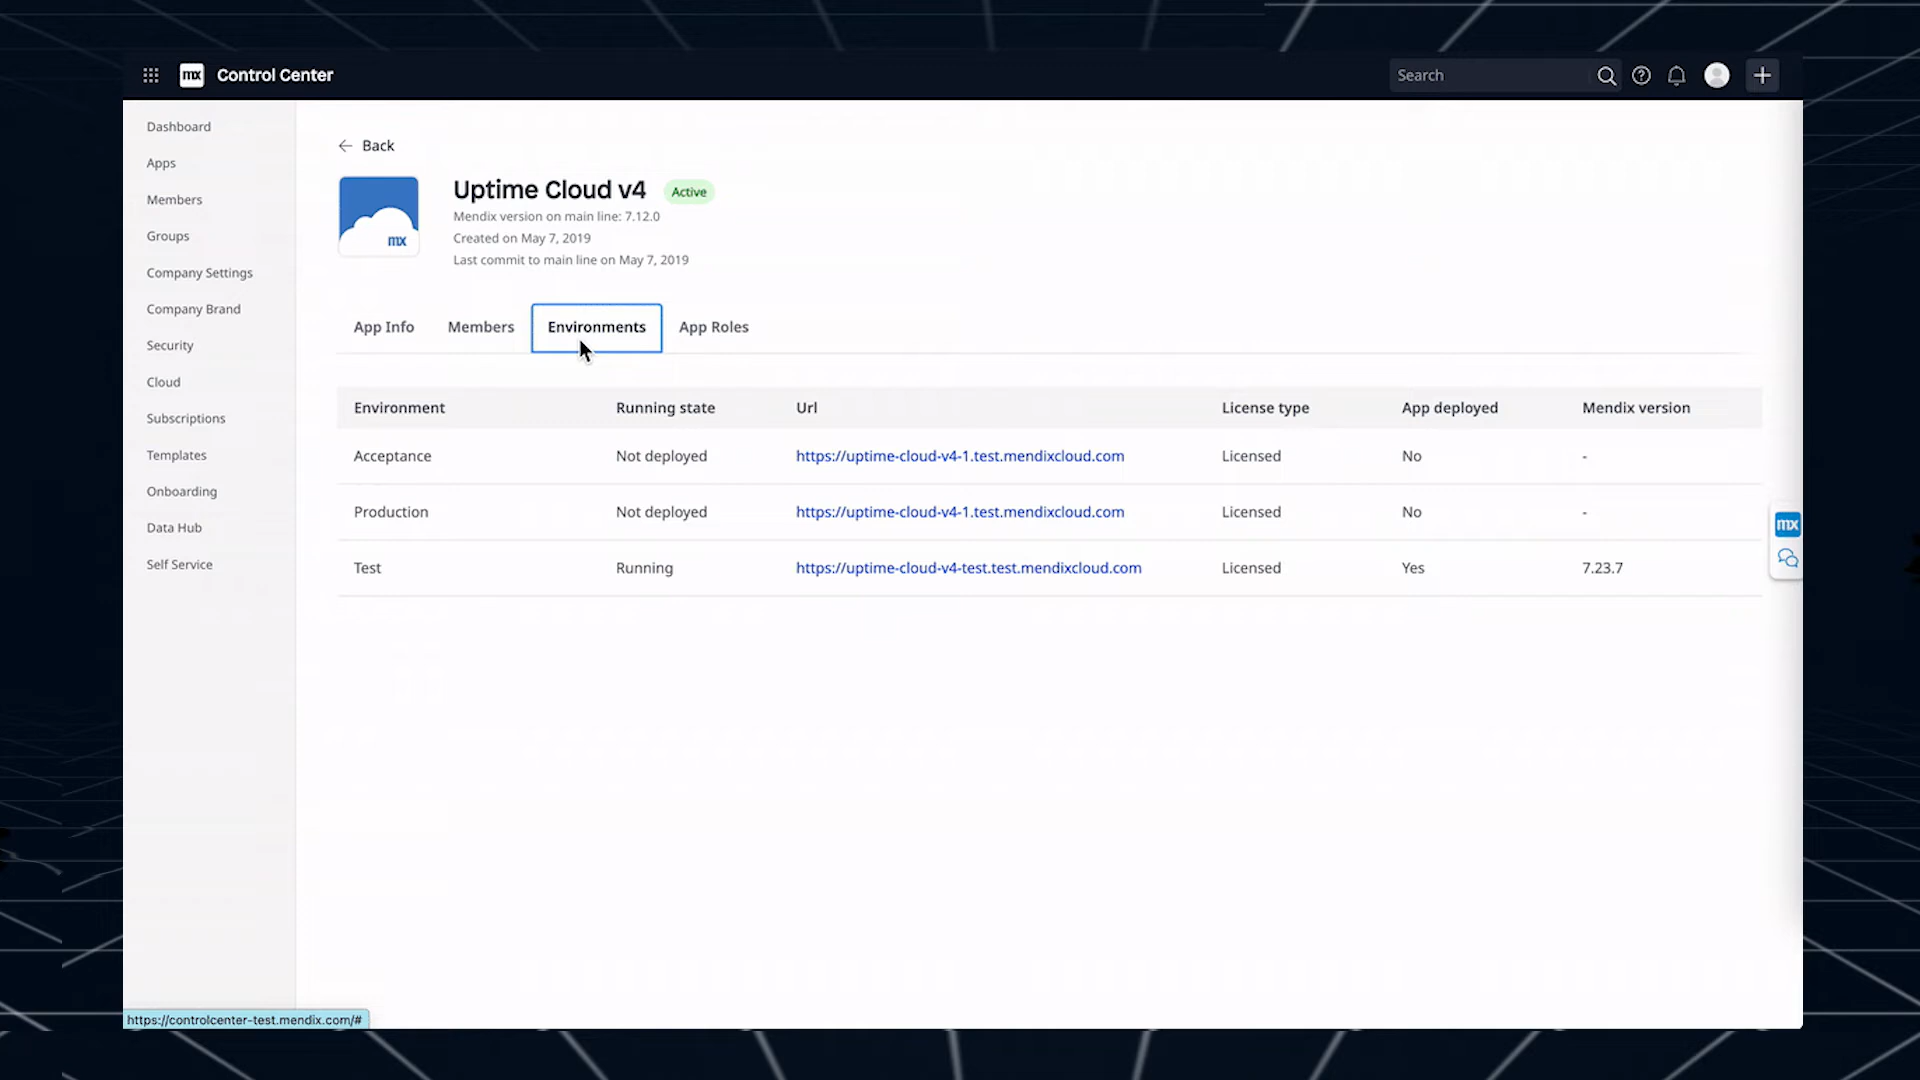 mx Control Center Search
Dashboard
Apps
Members
Groups
Company Settings
Company Brand
Security
Cloud
Subscriptions
Templates
Onboarding
Data Hub
Self Service
Back
mx
Uptime Cloud v4 Active
Mendix version on main line: 7.12.0
Created on May 7, 2019
Last commit to main line on May 7, 2019
App Info Members Environments App Roles
Environment Running state Url License type App deployed Mendix version
Acceptance Not deployed https://uptime-cloud-v4-1.test.mendixcloud.com Licensed No -
Production Not deployed https://uptime-cloud-v4-1.test.mendixcloud.com Licensed No -
Test Running https://uptime-cloud-v4-test.test.mendixcloud.com Licensed Yes 7.23.7
mx
https://controlcenter-test.mendix.com/#